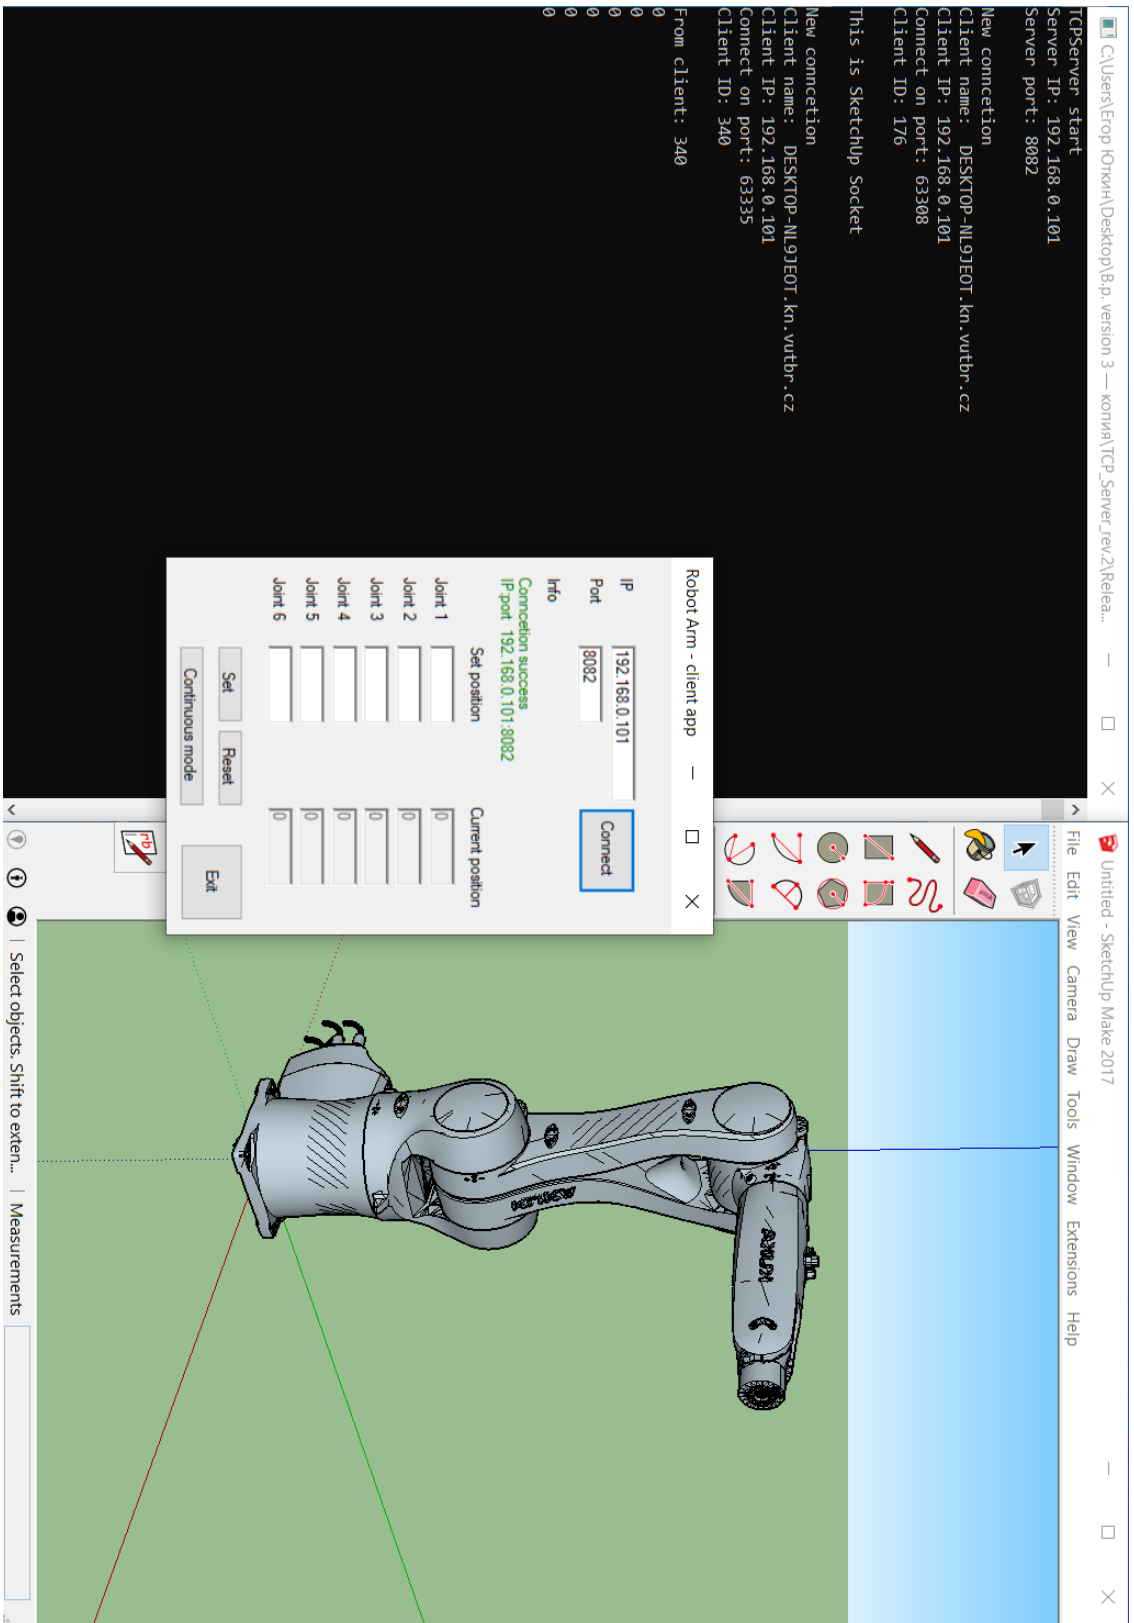 C:\Users\Егор Юткин\Desktop\B.p. version 3 — копия\TCP_Server_rev.2\Relea...
TCPServer start
Server IP: 192.168.0.101
Server port: 8082
New conncetion
Client name:  DESKTOP-NL9JEOT.kn.vutbr.cz
Client IP: 192.168.0.101
Connect on port: 63308
Client ID: 176
This is SketchUp Socket
New conncetion
Client name:  DESKTOP-NL9JEOT.kn.vutbr.cz
Client IP: 192.168.0.101
Connect on port: 63335
Client ID: 340
From client: 340
0
0
0
0
0
0
Robot Arm - client app
IP 192.168.0.101 Connect
Port 8082
Info
Conncetion success
IP:port 192.168.0.101:8082
Set position Current position
Joint 1 0
Joint 2 0
Joint 3 0
Joint 4 0
Joint 5 0
Joint 6 0
Set Reset
Continuous mode Exit
Untitled - SketchUp Make 2017
File Edit View Camera Draw Tools Window Extensions Help
rb
Select objects. Shift to exten... Measurements